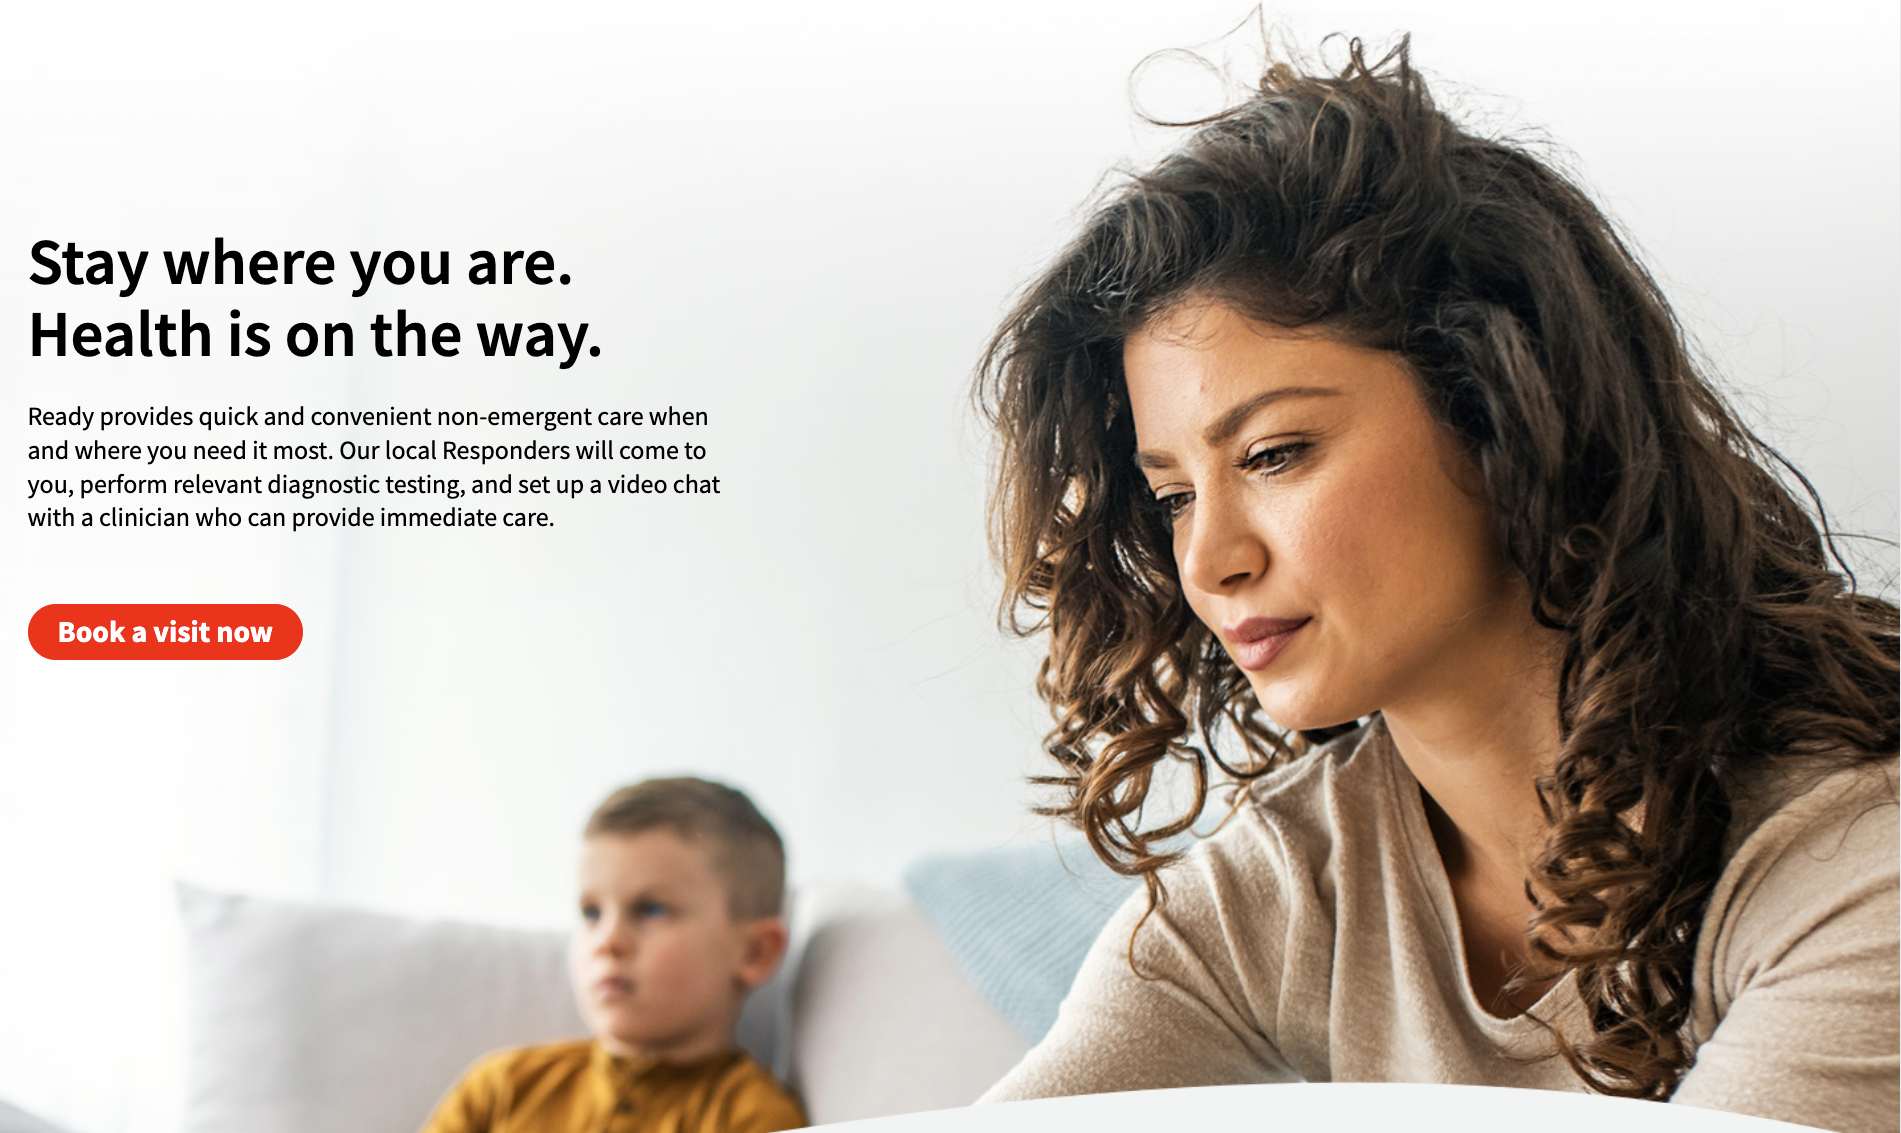 Stay where you are.
Health is on the way.
Ready provides quick and convenient non-emergent care when
and where you need it most. Our local Responders will come to
you, perform relevant diagnostic testing, and set up a video chat
with a clinician who can provide immediate care.
Book a visit now